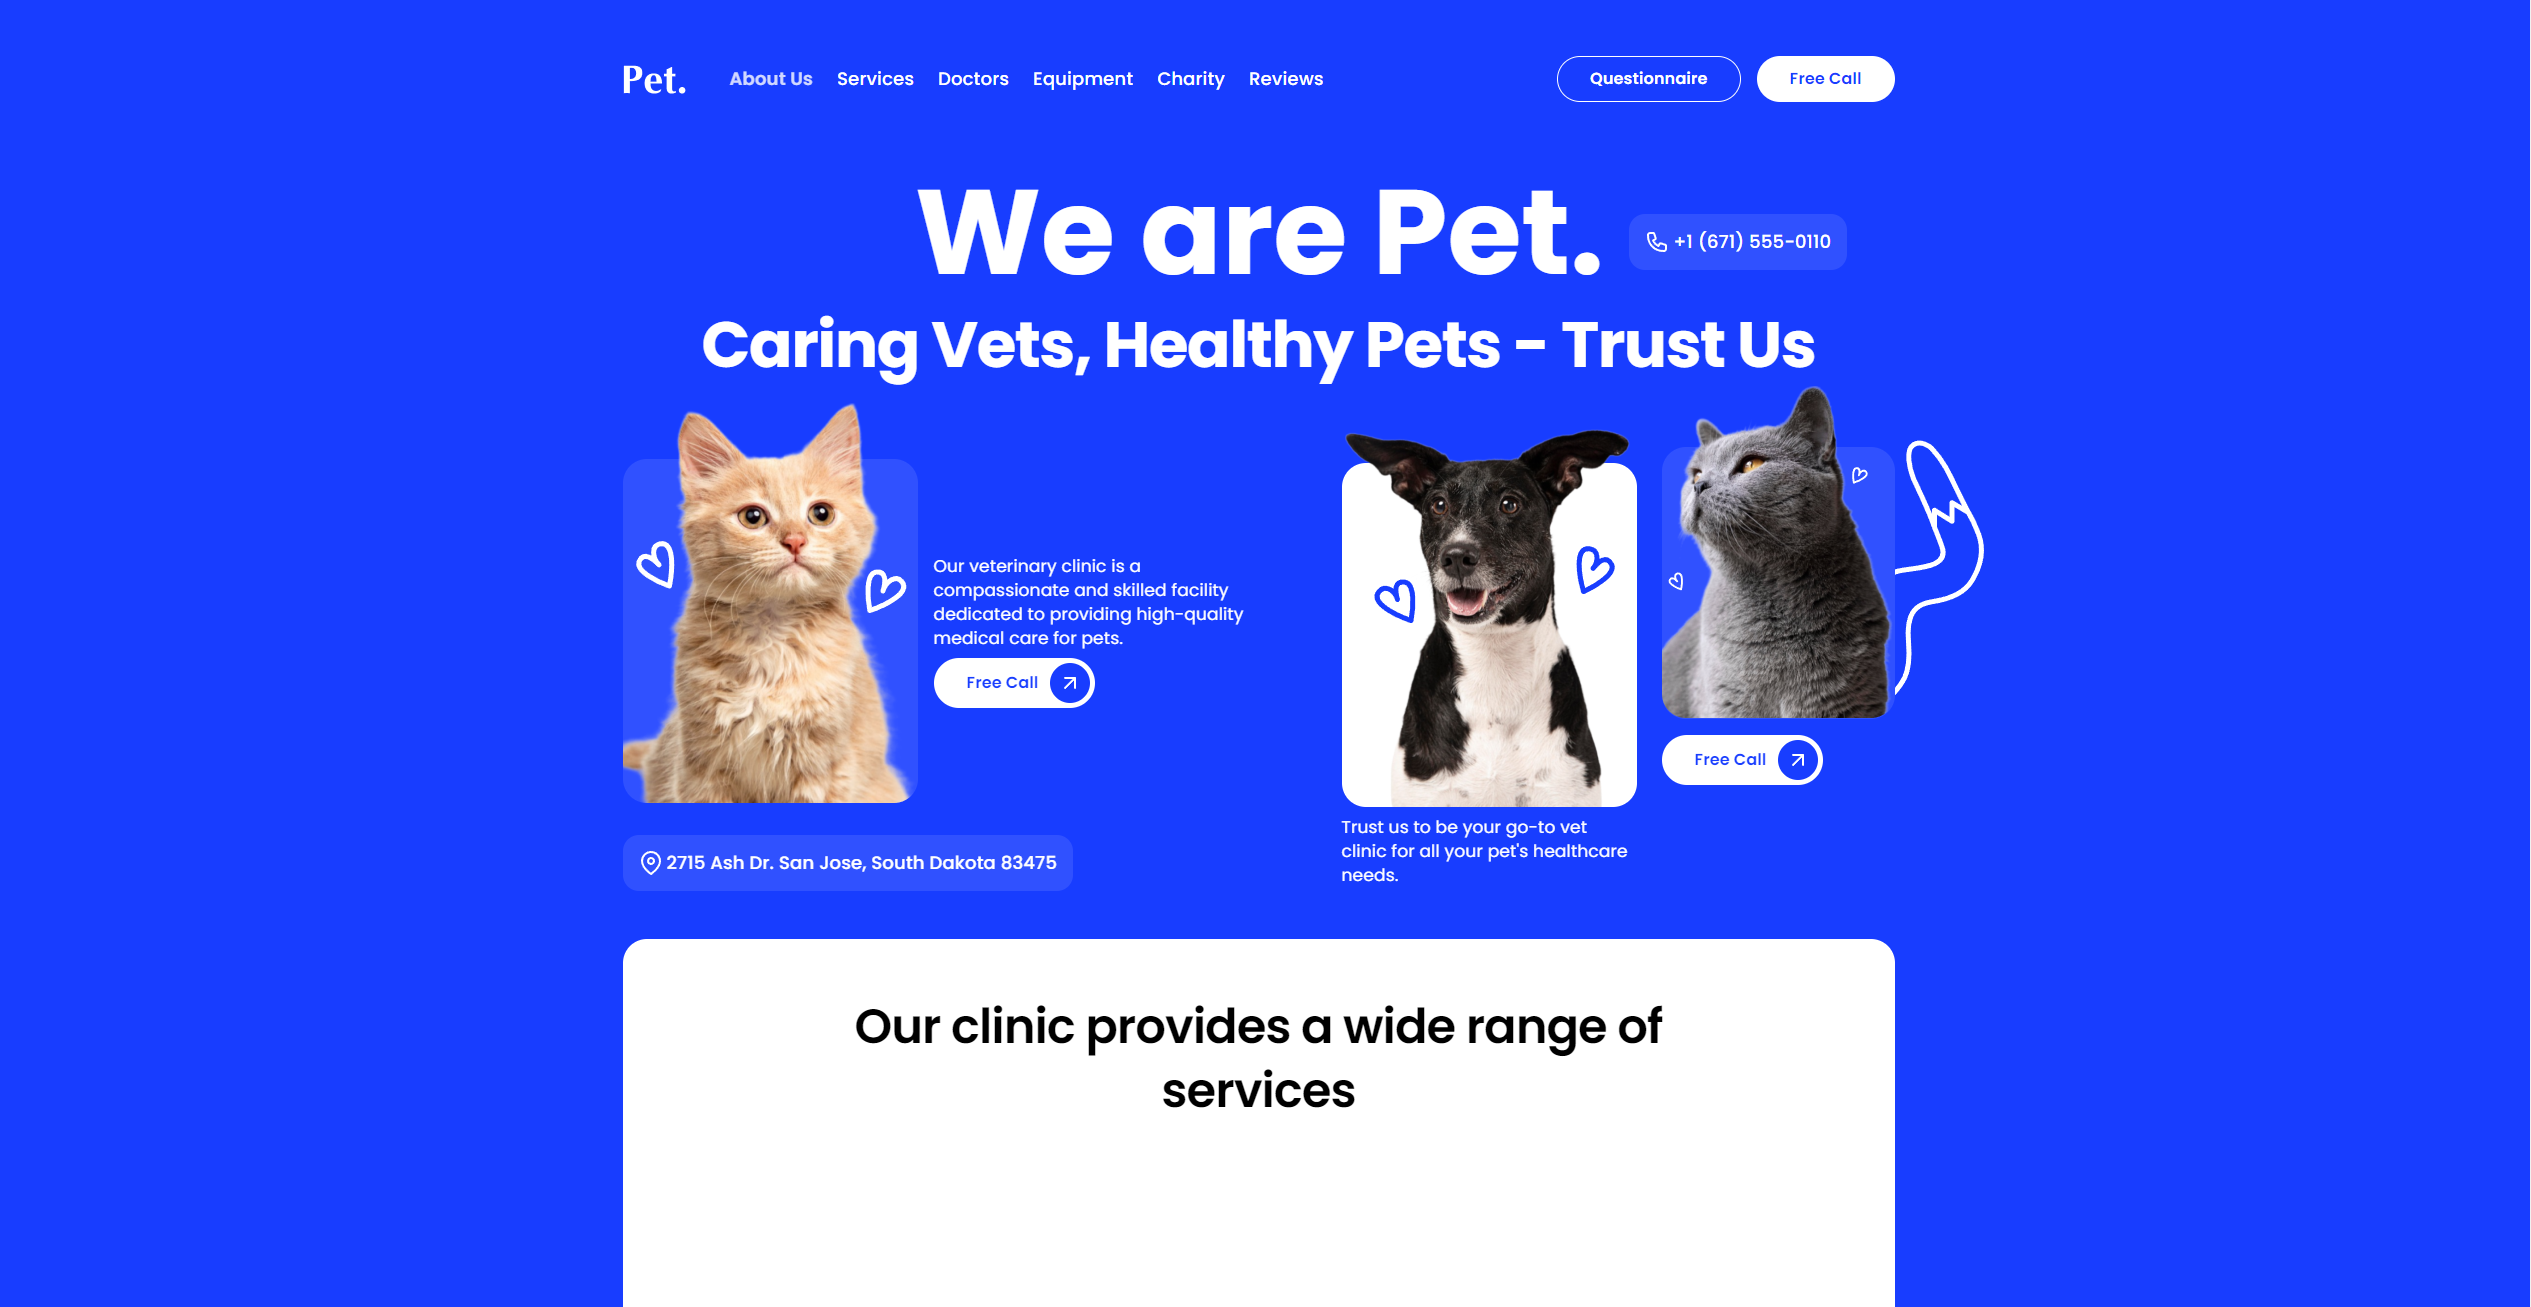 Pet.
About Us
Services
Doctors
Equipment
Charity
Reviews
Questionnaire
Free Call
We are Pet.
+1 (671) 555-0110
Caring Vets, Healthy Pets - Trust Us
Our veterinary clinic is a
compassionate and skilled facility
dedicated to providing high-quality
medical care for pets.
Free Call
Free Call
Trust us to be your go-to vet
clinic for all your pet's healthcare
needs.
2715 Ash Dr. San Jose, South Dakota 83475
Our clinic provides a wide range of
services